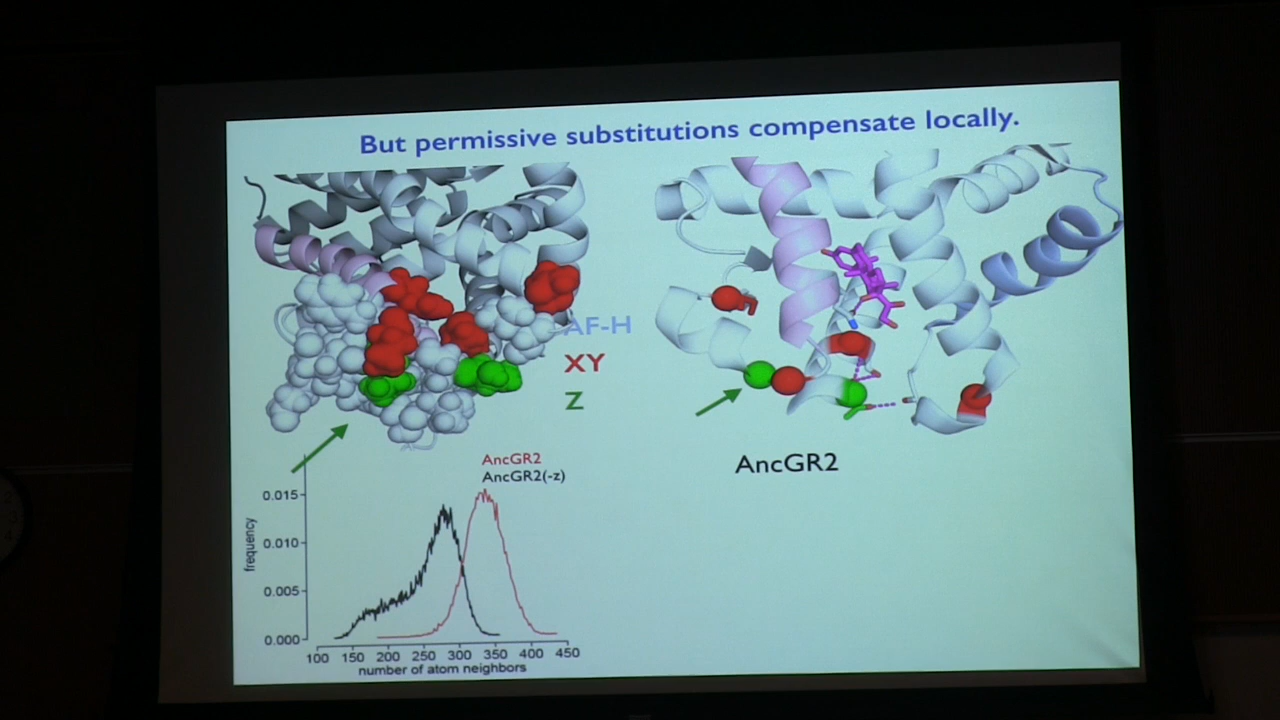 But permissive substitutions compensate locally.
AF-H
XY
Z
AncGR2
AncGR2
AncGR2(-z)
frequency
0.015
0.010
0.005
0.000
100 150 200 250 300 350 400 450
number of atom neighbors